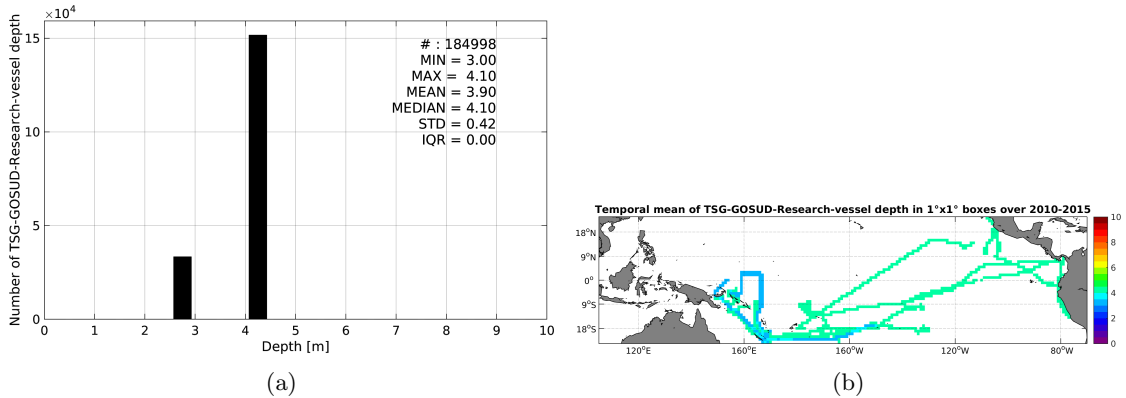 ×10⁴
15
10
5
0
Number of TSG-GOSUD-Research-vessel depth
# : 184998
MIN = 3.00
MAX = 4.10
MEAN = 3.90
MEDIAN = 4.10
STD = 0.42
IQR = 0.00
0 1 2 3 4 5 6 7 8 9 10
Depth [m]
(a)
Temporal mean of TSG-GOSUD-Research-vessel depth in 1°x1° boxes over 2010-2015
18°N
9°N
0°
9°S
18°S
120°E 160°E 160°W 120°W 80°W
10
8
6
4
2
0
(b)